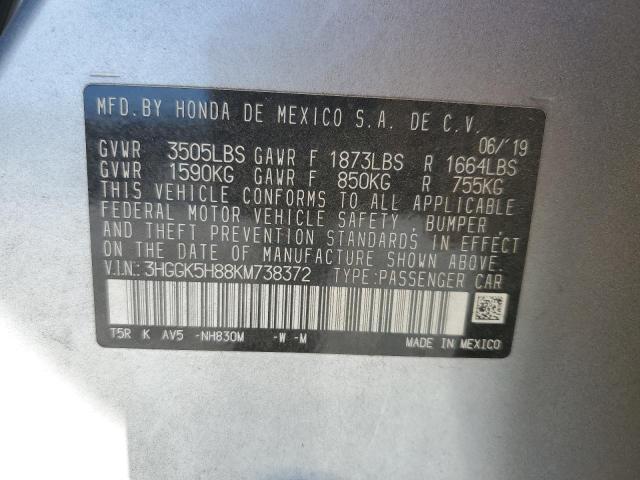 MFD. BY HONDA DE MEXICO S.A. DE C.V.
06/'19
GVWR 3505LBS GAWR F 1873LBS R 1664LBS
GVWR 1590KG GAWR F 850KG R 755KG
THIS VEHICLE CONFORMS TO ALL APPLICABLE
FEDERAL MOTOR VEHICLE SAFETY, BUMPER,
AND THEFT PREVENTION STANDARDS IN EFFECT
ON THE DATE OF MANUFACTURE SHOWN ABOVE.
V.I.N.: 3HGGK5H88KM738372 TYPE:PASSENGER CAR
T5R K AV5 -NH830M -W -M
MADE IN MEXICO